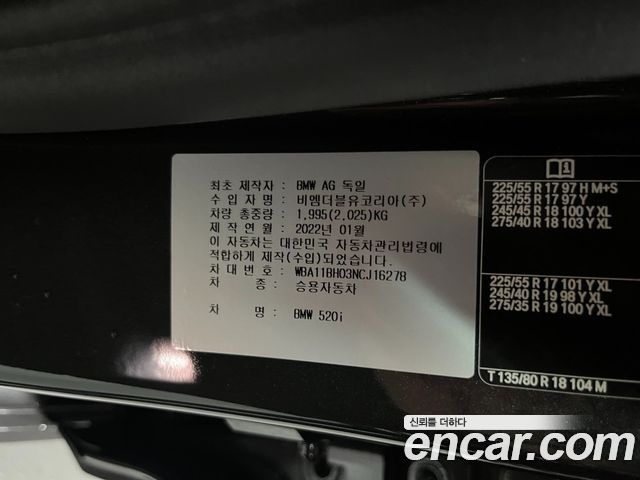 최초 제작자 : BMW AG 독일
수 입 자 명 : 비엠더블유코리아(주)
차량 총중량 : 1,995(2,025)KG
제 작 연 월 : 2022년 01월
이 자동차는 대한민국 자동차관리법령에
적합하게 제작(수입)되었습니다.
차 대 번 호 : WBA11BH03NCJ16278
차 종 : 승용자동차
차 명 : BMW 520i
225/55 R 17 97 H M+S
225/55 R 17 97 Y
245/45 R 18 100 Y XL
275/40 R 18 103 Y XL
225/55 R 17 101 Y XL
245/40 R 19 98 Y XL
275/35 R 19 100 Y XL
T 135/80 R 18 104 M
신뢰를 더하다
encar.com